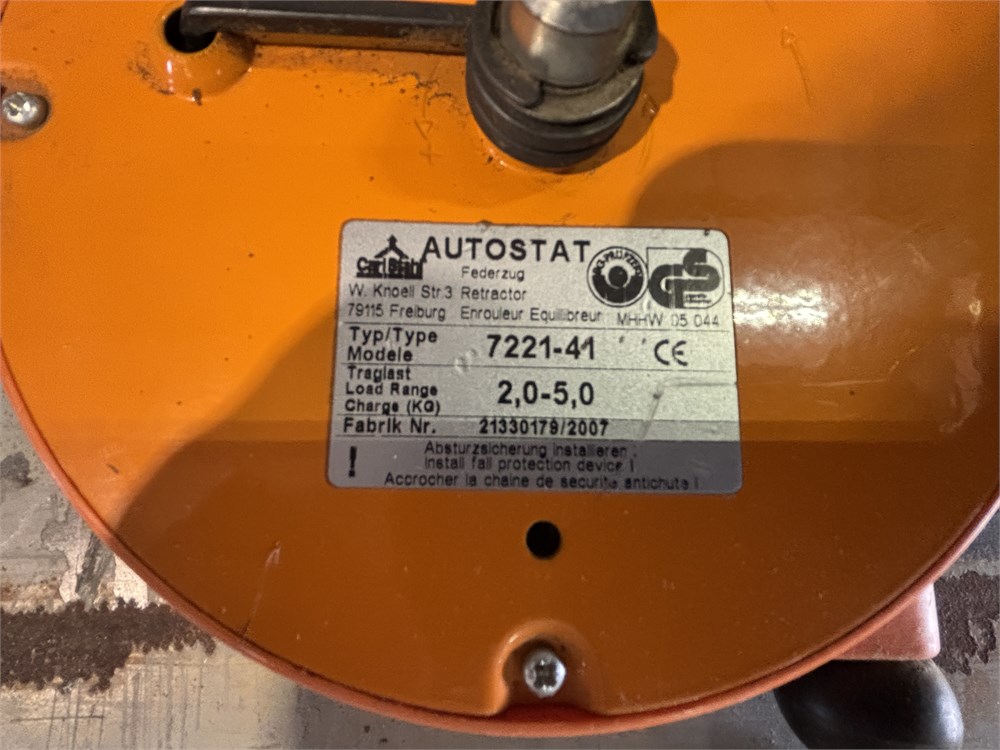 AUTOSTAT
Carl Stahl
Federzug
W. Knoell Str.3 Retractor
79115 Freiburg Enrouleur Equilibreur MHHW 05 044
GS
Typ/Type
Modele 7221-41 CE
Traglast
Load Range
Charge (KG) 2,0-5,0
Fabrik Nr. 21330179/2007
! Absturzsicherung installieren !
Install fall protection device !
Accrocher la chaine de securite antichute !